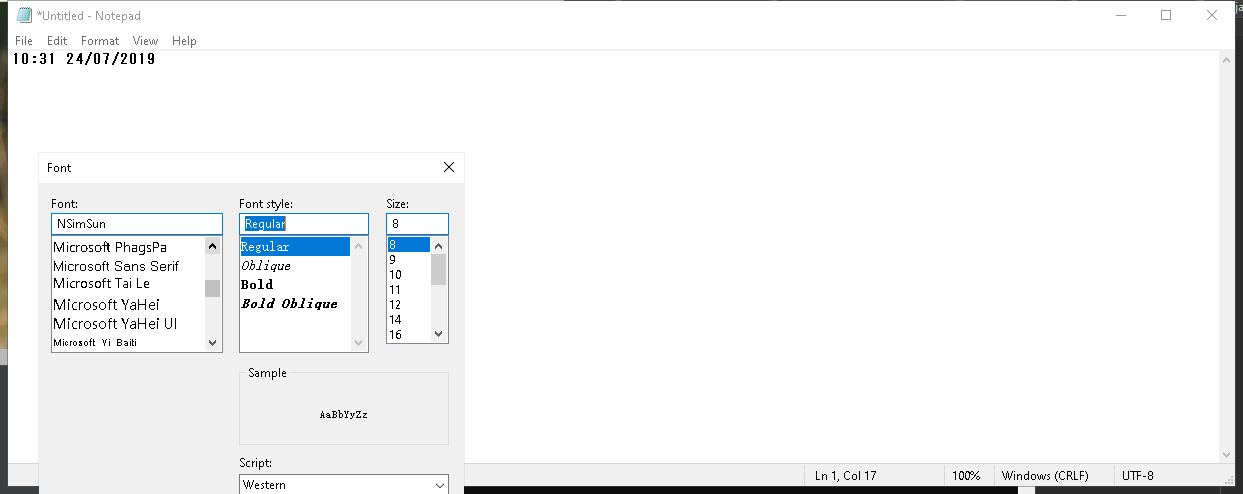 *Untitled - Notepad
File Edit Format View Help
10:31 24/07/2019
Font
Font: Font style: Size:
NSimSun Regular 8
Microsoft PhagsPa Regular 8
Microsoft Sans Serif Oblique 9
Microsoft Tai Le Bold 10
Microsoft YaHei Bold Oblique 11
Microsoft YaHei UI 12
Microsoft Yi Baiti 14
16
Sample
AaBbYyZz
Script:
Western
Ln 1, Col 17 100% Windows (CRLF) UTF-8